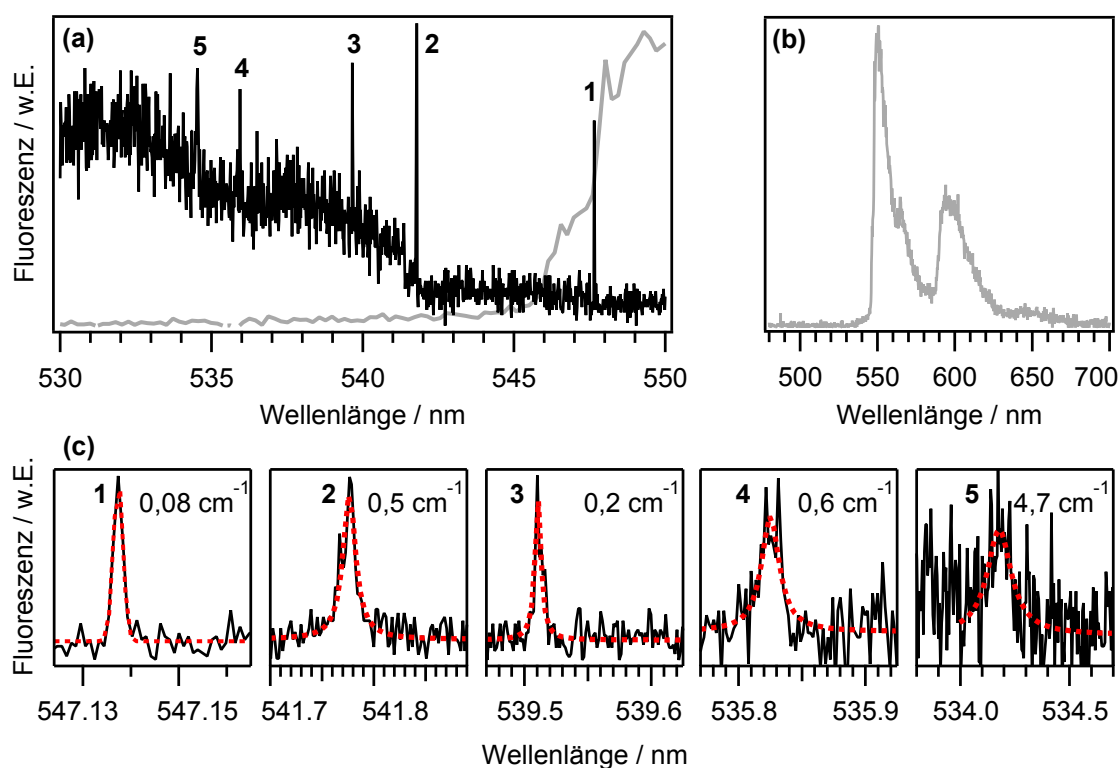 (a)
5
4
3
2
1
Fluoreszenz / w.E.
530
535
540
545
550
Wellenlänge / nm
(b)
500
550
600
650
700
Wellenlänge / nm
(c)
Fluoreszenz / w.E.
1
0,08 cm⁻¹
2
0,5 cm⁻¹
3
0,2 cm⁻¹
4
0,6 cm⁻¹
5
4,7 cm⁻¹
547.13
547.15
541.7
541.8
539.5
539.6
535.8
535.9
534.0
534.5
Wellenlänge / nm